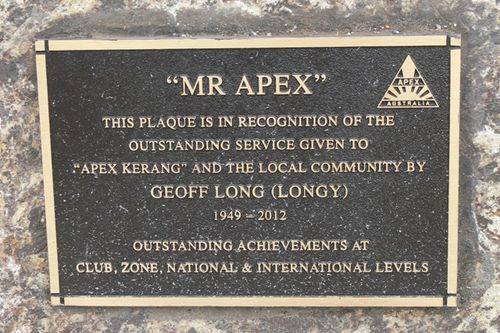 "MR APEX"
APEX
AUSTRALIA
THIS PLAQUE IS IN RECOGNITION OF THE
OUTSTANDING SERVICE GIVEN TO
"APEX KERANG" AND THE LOCAL COMMUNITY BY
GEOFF LONG (LONGY)
1949 - 2012
OUTSTANDING ACHIEVEMENTS AT
CLUB, ZONE, NATIONAL & INTERNATIONAL LEVELS